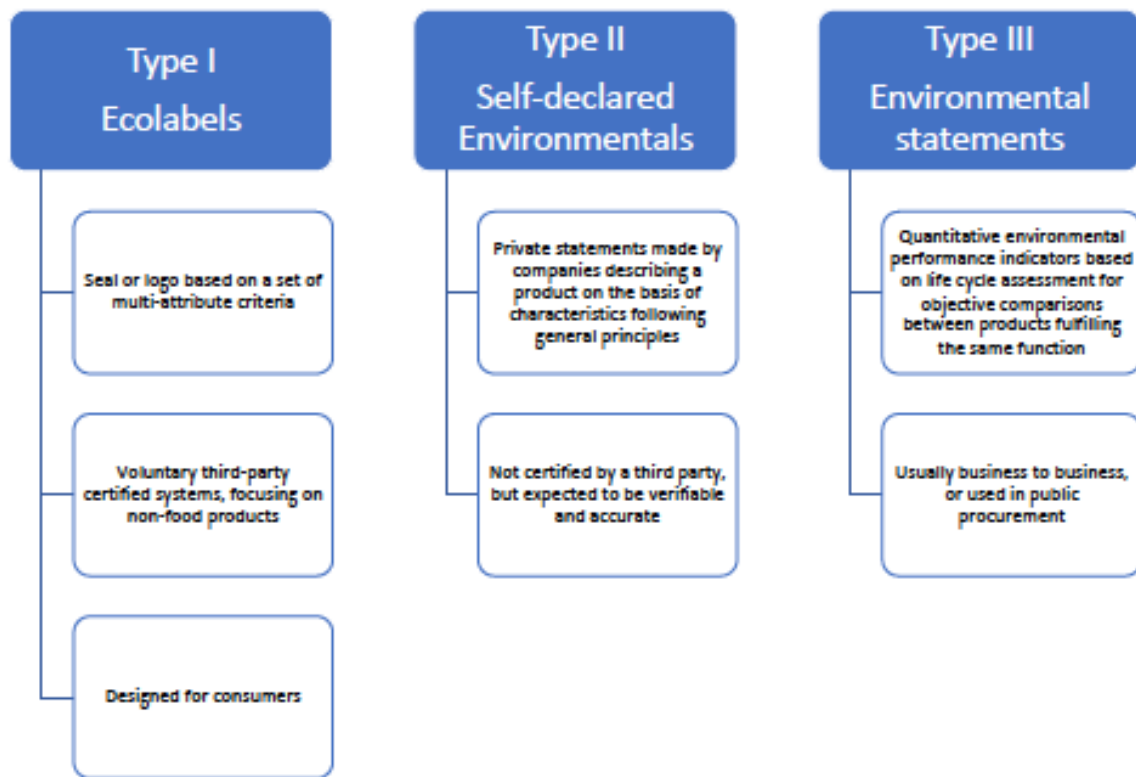 Type I
Ecolabels
Seal or logo based on a set of
multi-attribute criteria
Voluntary third-party
certified systems, focusing on
non-food products
Designed for consumers
Type II
Self-declared
Environmentals
Private statements made by
companies describing a
product on the basis of
characteristics following
general principles
Not certified by a third party,
but expected to be verifiable
and accurate
Type III
Environmental
statements
Quantitative environmental
performance indicators based
on life cycle assessment for
objective comparisons
between products fulfilling
the same function
Usually business to business,
or used in public
procurement